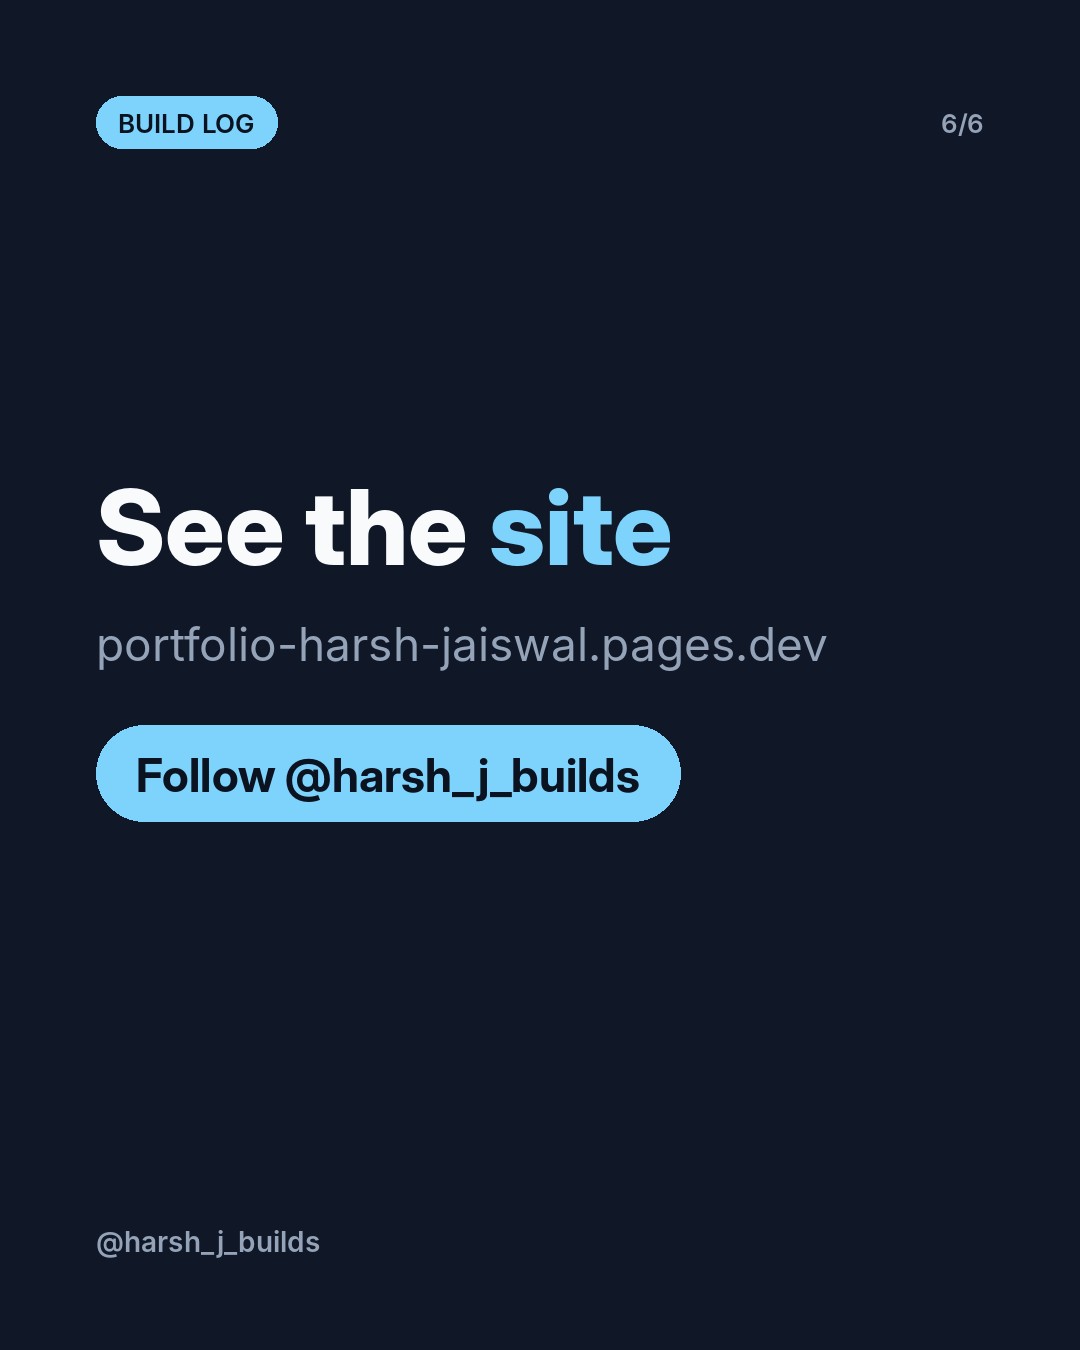 BUILD LOG
6/6
See the site
portfolio-harsh-jaiswal.pages.dev
Follow @harsh_j_builds
@harsh_j_builds